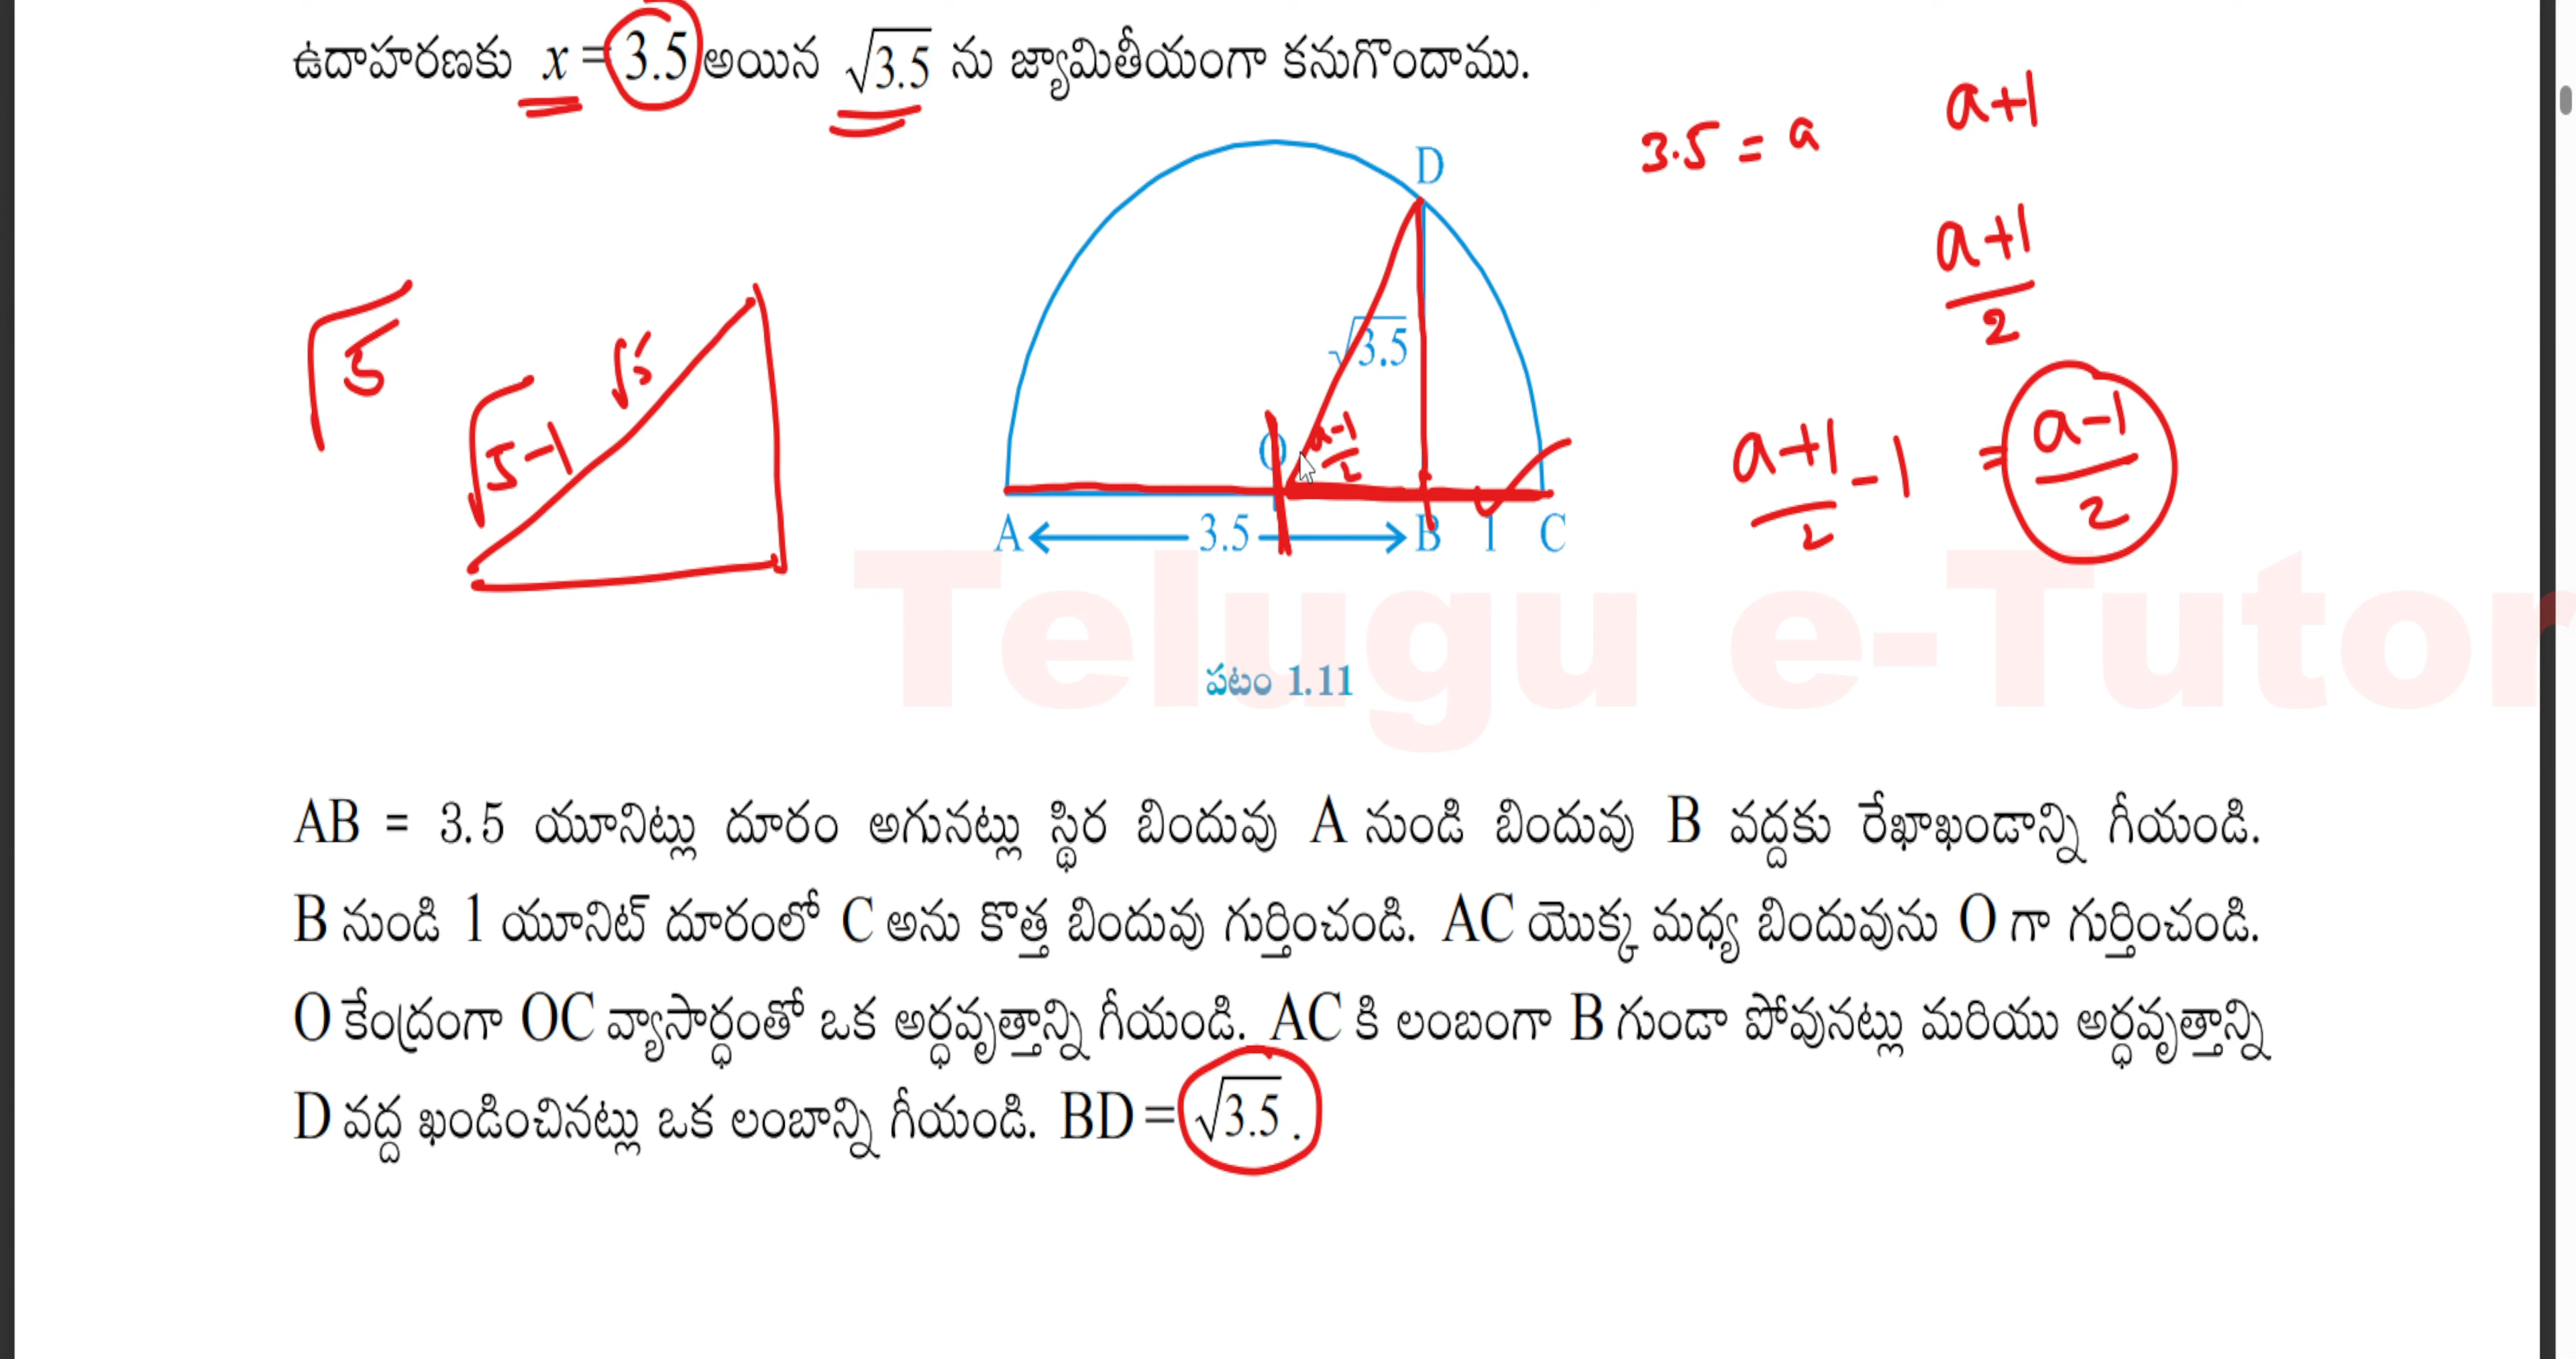 ఉదాహరణకు x = 3.5 అయిన √3.5 ను జ్యామితీయంగా కనుగొందాము.
a+1
3.5 = a
D
a+1
2
√5
√5
√5-1
√3.5
O
a-1
2
a+1/2 - 1 = a-1/2
A 3.5 B 1 C
Telugu e-Tutor
పటం 1.11
AB = 3.5 యూనిట్లు దూరం అగునట్లు స్థిర బిందువు A నుండి బిందువు B వద్దకు రేఖాఖండాన్ని గీయండి.
B నుండి 1 యూనిట్ దూరంలో C అను కొత్త బిందువు గుర్తించండి. AC యొక్క మధ్య బిందువును O గా గుర్తించండి.
O కేంద్రంగా OC వ్యాసార్ధంతో ఒక అర్ధవృత్తాన్ని గీయండి. AC కి లంబంగా B గుండా పోవునట్లు మరియు అర్ధవృత్తాన్ని
D వద్ద ఖండించినట్లు ఒక లంబాన్ని గీయండి. BD = √3.5 .